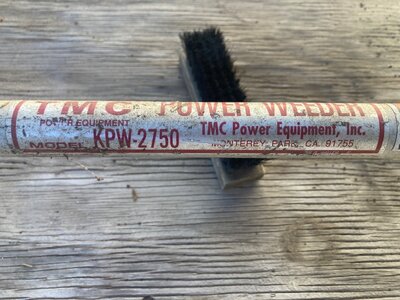 TMC POWER WEEDER
POWER EQUIPMENT
MODEL KPW-2750
TMC Power Equipment, Inc.
MONTEREY PARK, CA. 91755